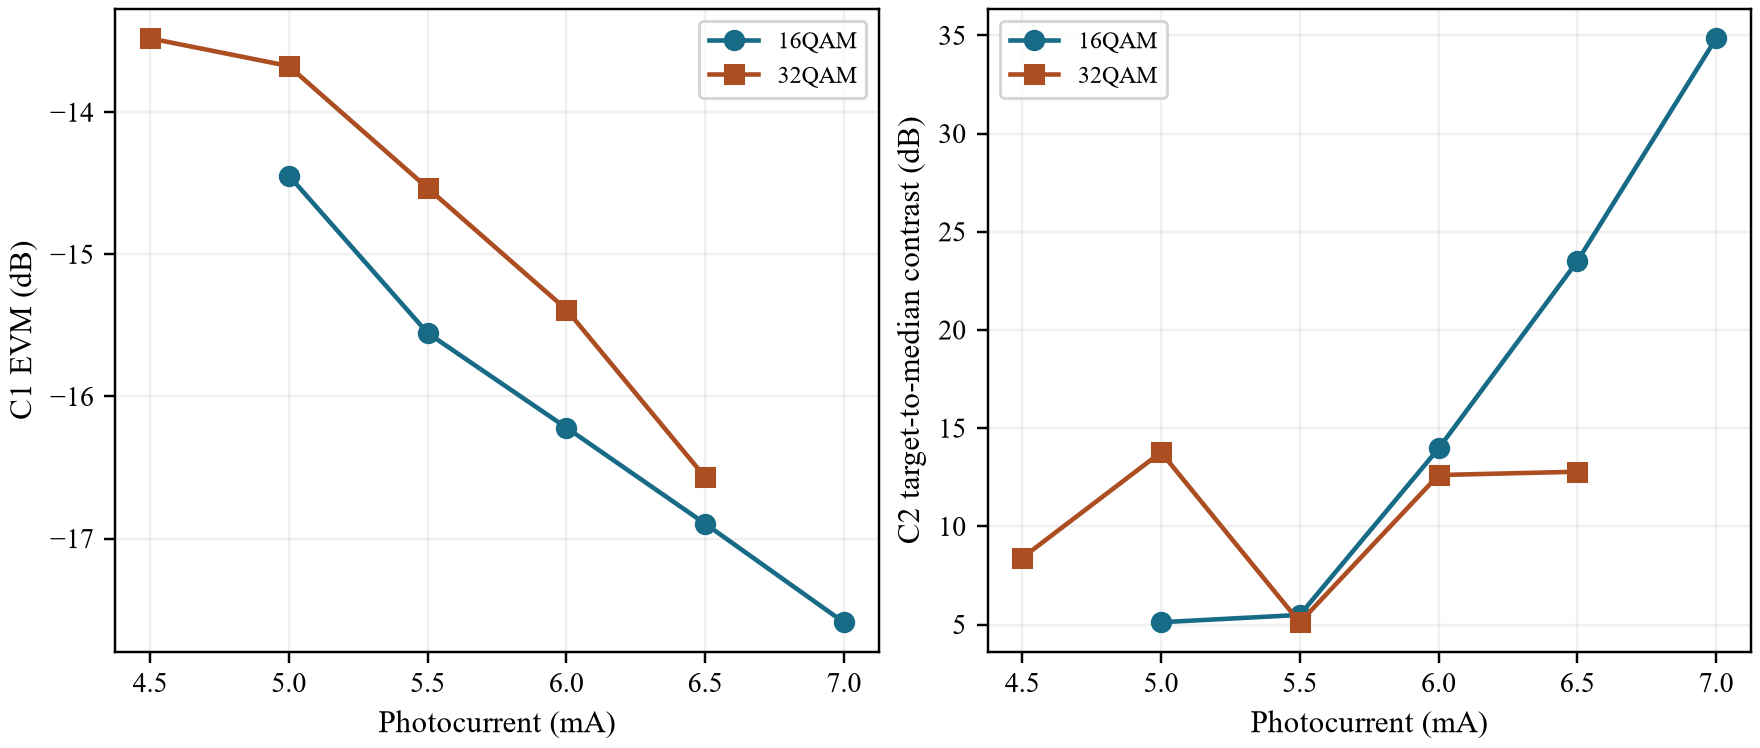 C1 EVM (dB)
−14
−15
−16
−17
16QAM
32QAM
4.5 5.0 5.5 6.0 6.5 7.0
Photocurrent (mA)
C2 target-to-median contrast (dB)
35
30
25
20
15
10
5
16QAM
32QAM
4.5 5.0 5.5 6.0 6.5 7.0
Photocurrent (mA)